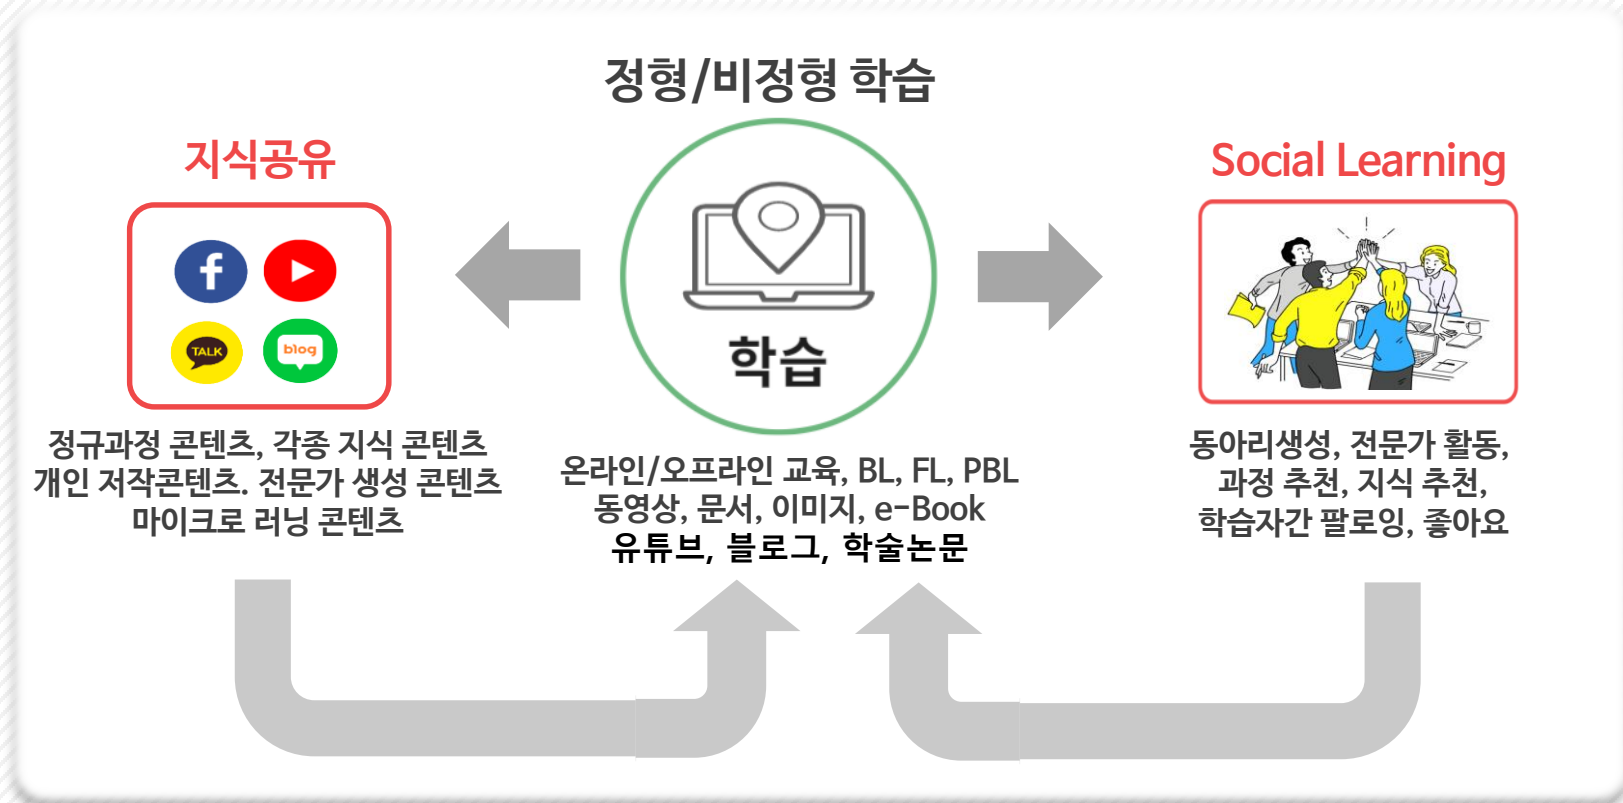 정형/비정형 학습
지식공유
Social Learning
f
TALK
blog
학습
정규과정 콘텐츠, 각종 지식 콘텐츠
개인 저작콘텐츠. 전문가 생성 콘텐츠
마이크로 러닝 콘텐츠
온라인/오프라인 교육, BL, FL, PBL
동영상, 문서, 이미지, e-Book
유튜브, 블로그, 학술논문
동아리생성, 전문가 활동,
과정 추천, 지식 추천,
학습자간 팔로잉, 좋아요